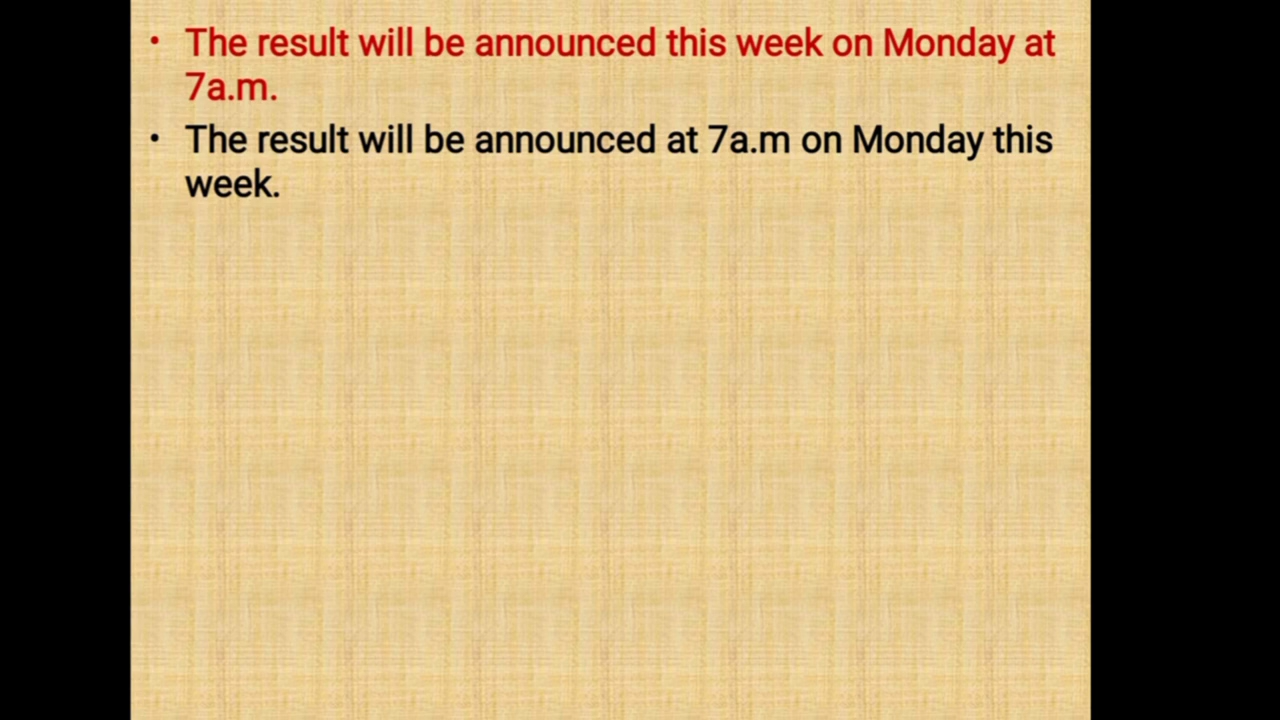 • The result will be announced this week on Monday at
7a.m.
• The result will be announced at 7a.m on Monday this
week.